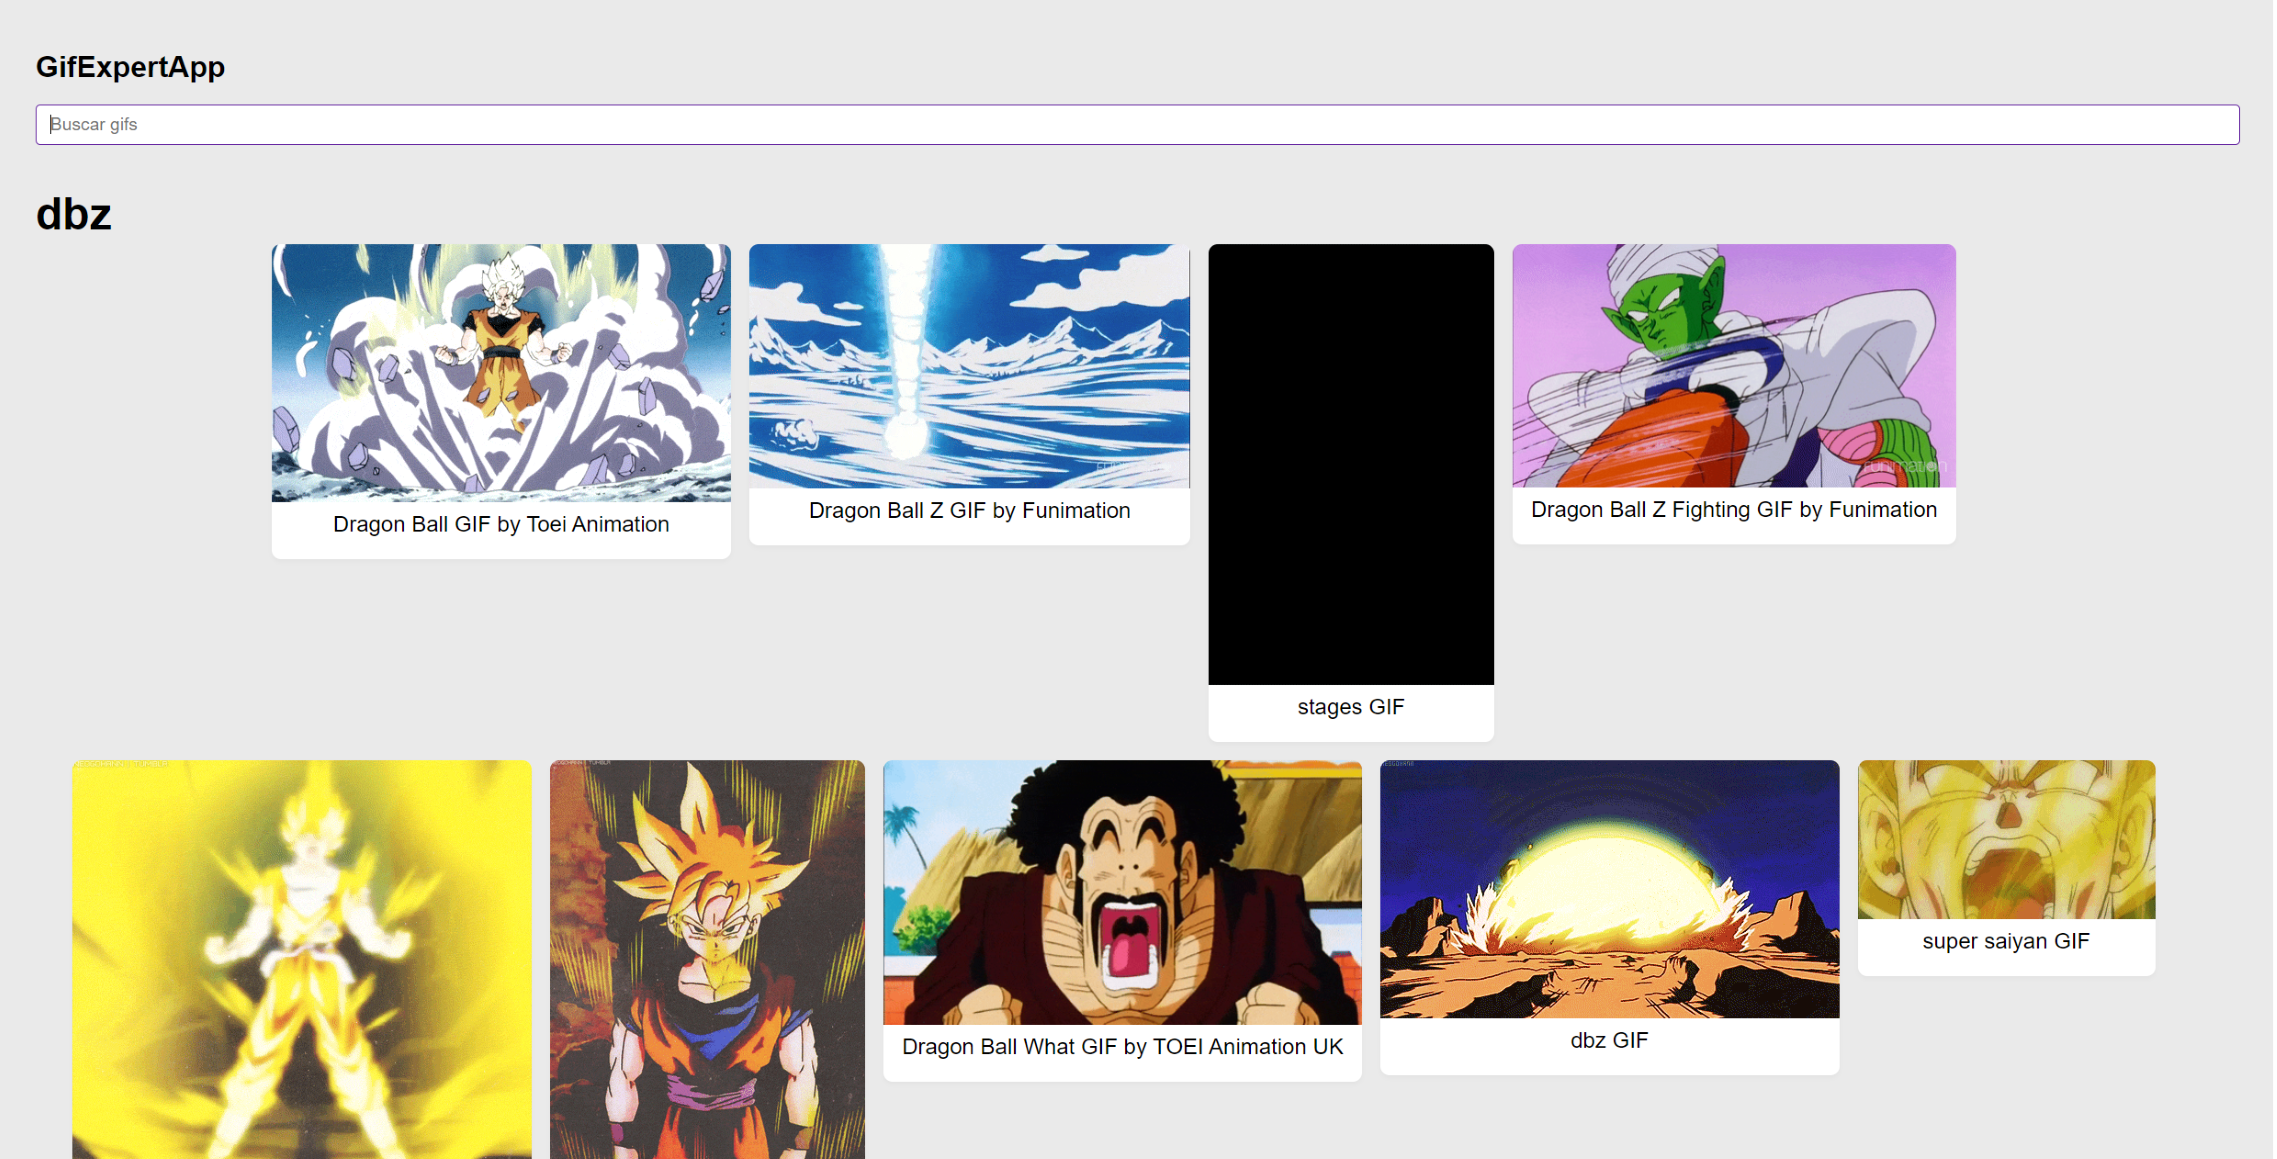 GifExpertApp
Buscar gifs
dbz
Dragon Ball GIF by Toei Animation
Dragon Ball Z GIF by Funimation
stages GIF
funimation
Dragon Ball Z Fighting GIF by Funimation
Dragon Ball What GIF by TOEI Animation UK
dbz GIF
super saiyan GIF